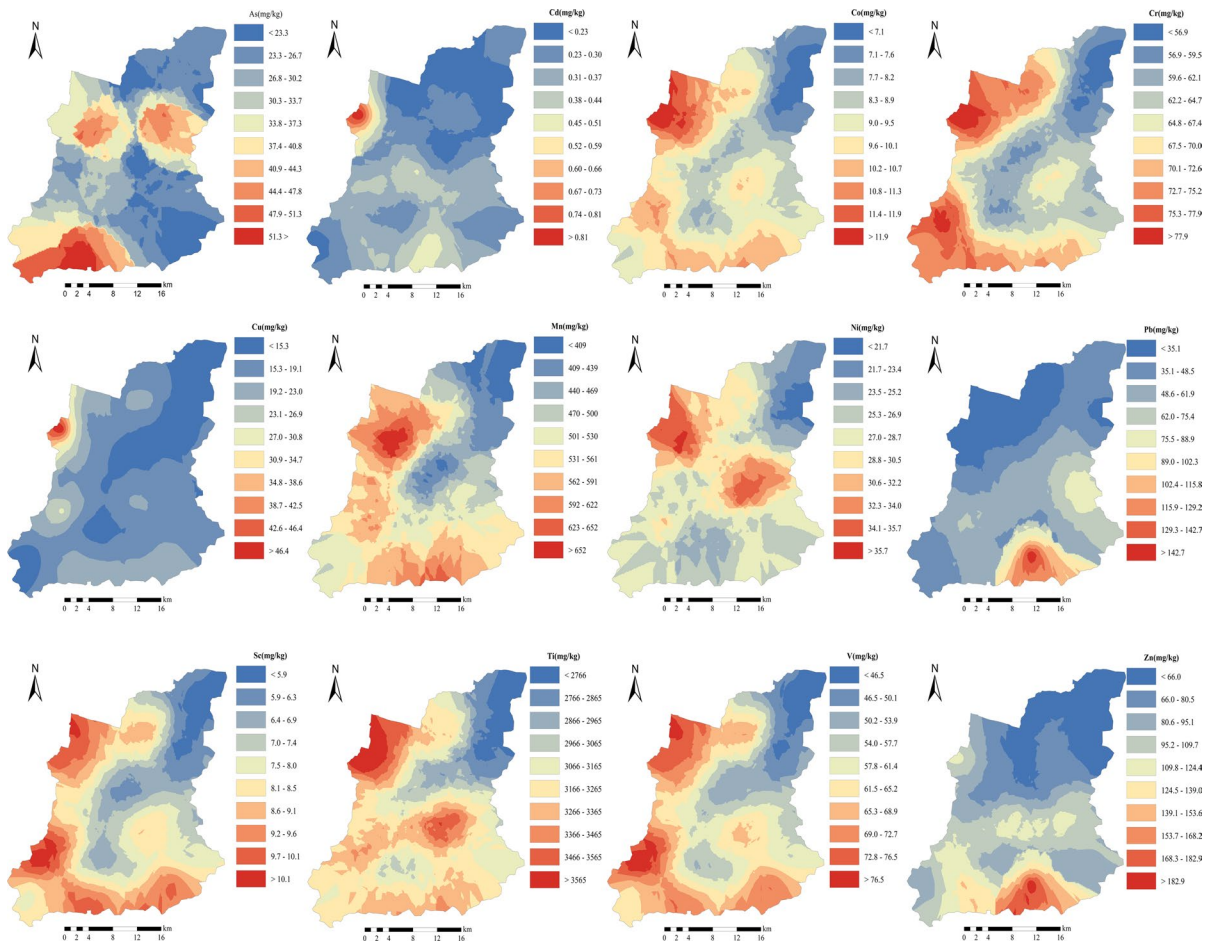 N
As(mg/kg)
< 23.3
23.3 - 26.7
26.8 - 30.2
30.3 - 33.7
33.8 - 37.3
37.4 - 40.8
40.9 - 44.3
44.4 - 47.8
47.9 - 51.3
51.3 >
km
0 2 4 8 12 16
N
Cd(mg/kg)
< 0.23
0.23 - 0.30
0.31 - 0.37
0.38 - 0.44
0.45 - 0.51
0.52 - 0.59
0.60 - 0.66
0.67 - 0.73
0.74 - 0.81
> 0.81
km
0 2 4 8 12 16
N
Co(mg/kg)
< 7.1
7.1 - 7.6
7.7 - 8.2
8.3 - 8.9
9.0 - 9.5
9.6 - 10.1
10.2 - 10.7
10.8 - 11.3
11.4 - 11.9
> 11.9
km
0 2 4 8 12 16
N
Cr(mg/kg)
< 56.9
56.9 - 59.5
59.6 - 62.1
62.2 - 64.7
64.8 - 67.4
67.5 - 70.0
70.1 - 72.6
72.7 - 75.2
75.3 - 77.9
> 77.9
km
0 2 4 8 12 16
N
Cu(mg/kg)
< 15.3
15.3 - 19.1
19.2 - 23.0
23.1 - 26.9
27.0 - 30.8
30.9 - 34.7
34.8 - 38.6
38.7 - 42.5
42.6 - 46.4
> 46.4
km
0 2 4 8 12 16
N
Mn(mg/kg)
< 409
409 - 439
440 - 469
470 - 500
501 - 530
531 - 561
562 - 591
592 - 622
623 - 652
> 652
km
0 2 4 8 12 16
N
Ni(mg/kg)
< 21.7
21.7 - 23.4
23.5 - 25.2
25.3 - 26.9
27.0 - 28.7
28.8 - 30.5
30.6 - 32.2
32.3 - 34.0
34.1 - 35.7
> 35.7
km
0 2 4 8 12 16
N
Pb(mg/kg)
< 35.1
35.1 - 48.5
48.6 - 61.9
62.0 - 75.4
75.5 - 88.9
89.0 - 102.3
102.4 - 115.8
115.9 - 129.2
129.3 - 142.7
> 142.7
km
0 2 4 8 12 16
N
Sc(mg/kg)
< 5.9
5.9 - 6.3
6.4 - 6.9
7.0 - 7.4
7.5 - 8.0
8.1 - 8.5
8.6 - 9.1
9.2 - 9.6
9.7 - 10.1
> 10.1
km
0 2 4 8 12 16
N
Ti(mg/kg)
< 2766
2766 - 2865
2866 - 2965
2966 - 3065
3066 - 3165
3166 - 3265
3266 - 3365
3366 - 3465
3466 - 3565
> 3565
km
0 2 4 8 12 16
N
V(mg/kg)
< 46.5
46.5 - 50.1
50.2 - 53.9
54.0 - 57.7
57.8 - 61.4
61.5 - 65.2
65.3 - 68.9
69.0 - 72.7
72.8 - 76.5
> 76.5
km
0 2 4 8 12 16
N
Zn(mg/kg)
< 66.0
66.0 - 80.5
80.6 - 95.1
95.2 - 109.7
109.8 - 124.4
124.5 - 139.0
139.1 - 153.6
153.7 - 168.2
168.3 - 182.9
> 182.9
km
0 2 4 8 12 16